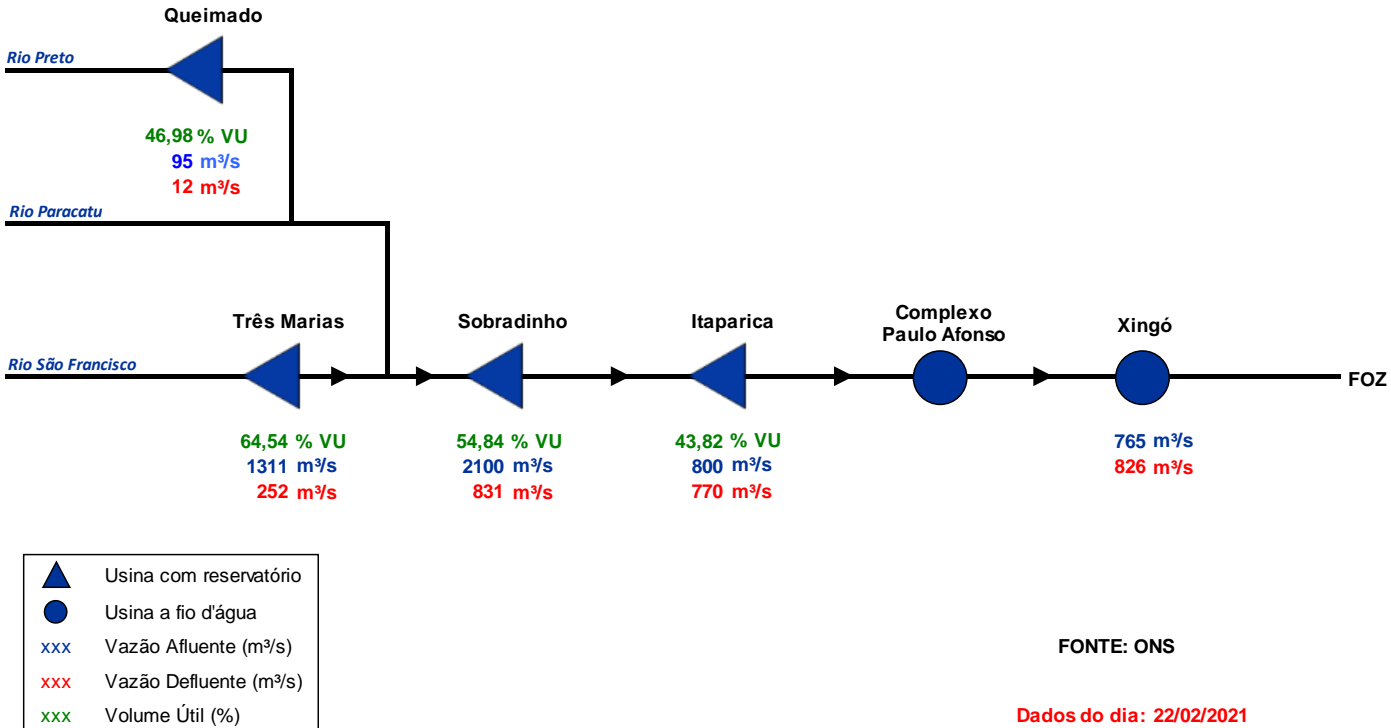 Queimado
Rio Preto
46,98 % VU
95 m³/s
12 m³/s
Rio Paracatu
Três Marias
Sobradinho
Itaparica
Complexo
Paulo Afonso
Xingó
Rio São Francisco
FOZ
64,54 % VU
1311 m³/s
252 m³/s
54,84 % VU
2100 m³/s
831 m³/s
43,82 % VU
800 m³/s
770 m³/s
765 m³/s
826 m³/s
Usina com reservatório
Usina a fio d'água
xxx Vazão Afluente (m³/s)
xxx Vazão Defluente (m³/s)
xxx Volume Útil (%)
FONTE: ONS
Dados do dia: 22/02/2021